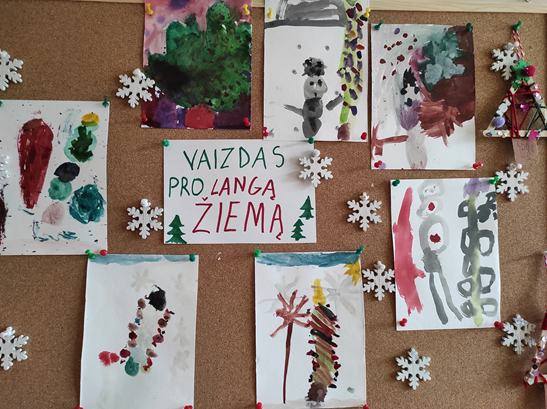 VAIZDAS
PRO LANGĄ
ŽIEMĄ